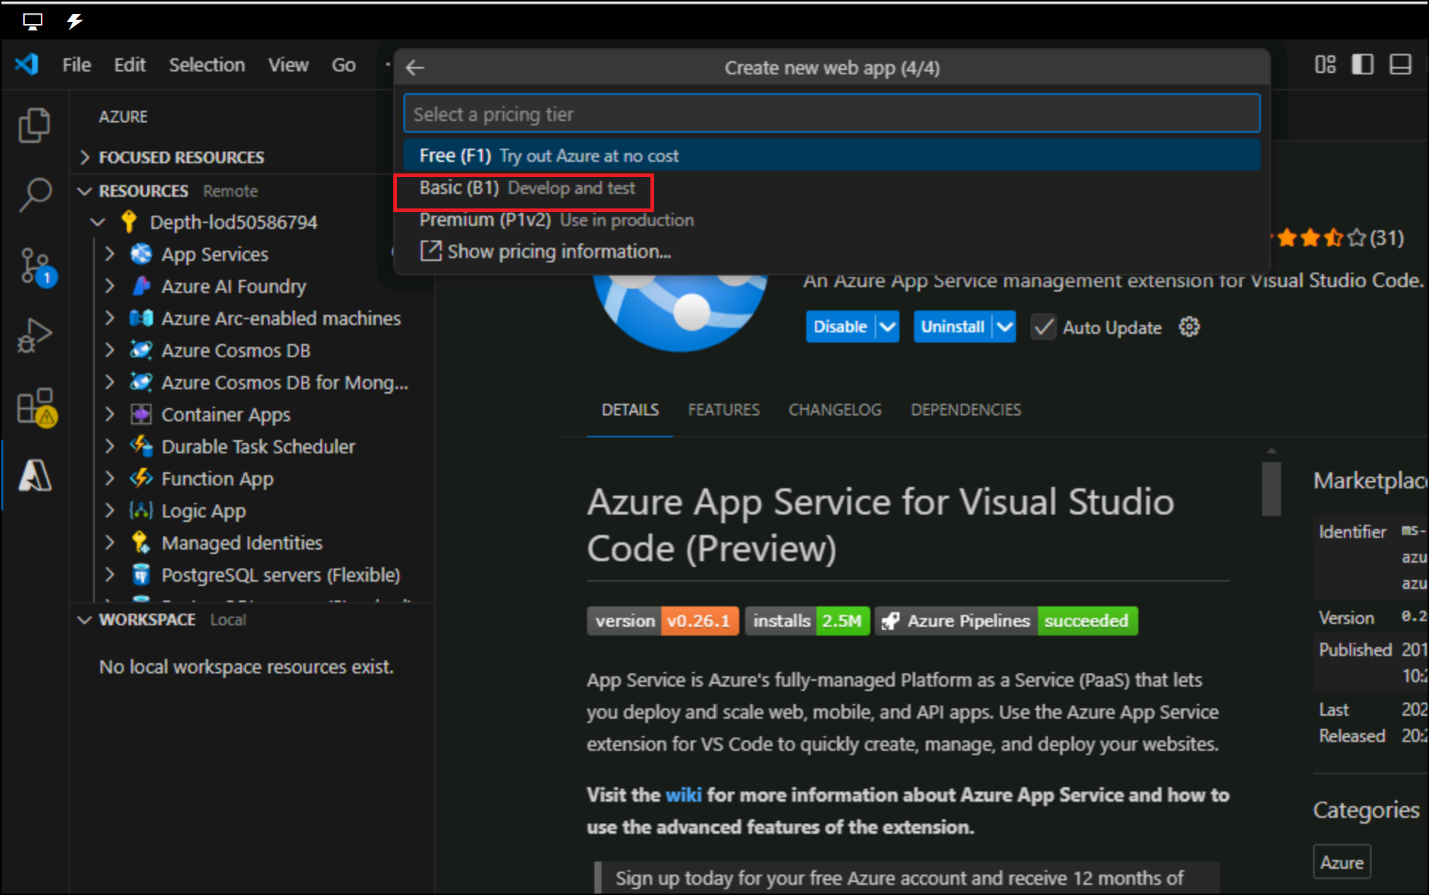 File Edit Selection View Go
Create new web app (4/4)
Select a pricing tier
Free (F1) Try out Azure at no cost
Basic (B1) Develop and test
Premium (P1v2) Use in production
Show pricing information...
AZURE
FOCUSED RESOURCES
RESOURCES Remote
Depth-lod50586794
App Services
Azure AI Foundry
Azure Arc-enabled machines
Azure Cosmos DB
Azure Cosmos DB for Mong...
Container Apps
Durable Task Scheduler
Function App
Logic App
Managed Identities
PostgreSQL servers (Flexible)
1
WORKSPACE Local
No local workspace resources exist.
(31)
An Azure App Service management extension for Visual Studio Code.
Disable Uninstall Auto Update
DETAILS FEATURES CHANGELOG DEPENDENCIES
Azure App Service for Visual Studio
Code (Preview)
version v0.26.1 installs 2.5M Azure Pipelines succeeded
App Service is Azure's fully-managed Platform as a Service (PaaS) that lets
you deploy and scale web, mobile, and API apps. Use the Azure App Service
extension for VS Code to quickly create, manage, and deploy your websites.
Visit the wiki for more information about Azure App Service and how to
use the advanced features of the extension.
Sign up today for your free Azure account and receive 12 months of
Marketplac
Identifier ms-
azu
azu
Version 0.2
Published 201
10:2
Last 202
Released 20:2
Categories
Azure